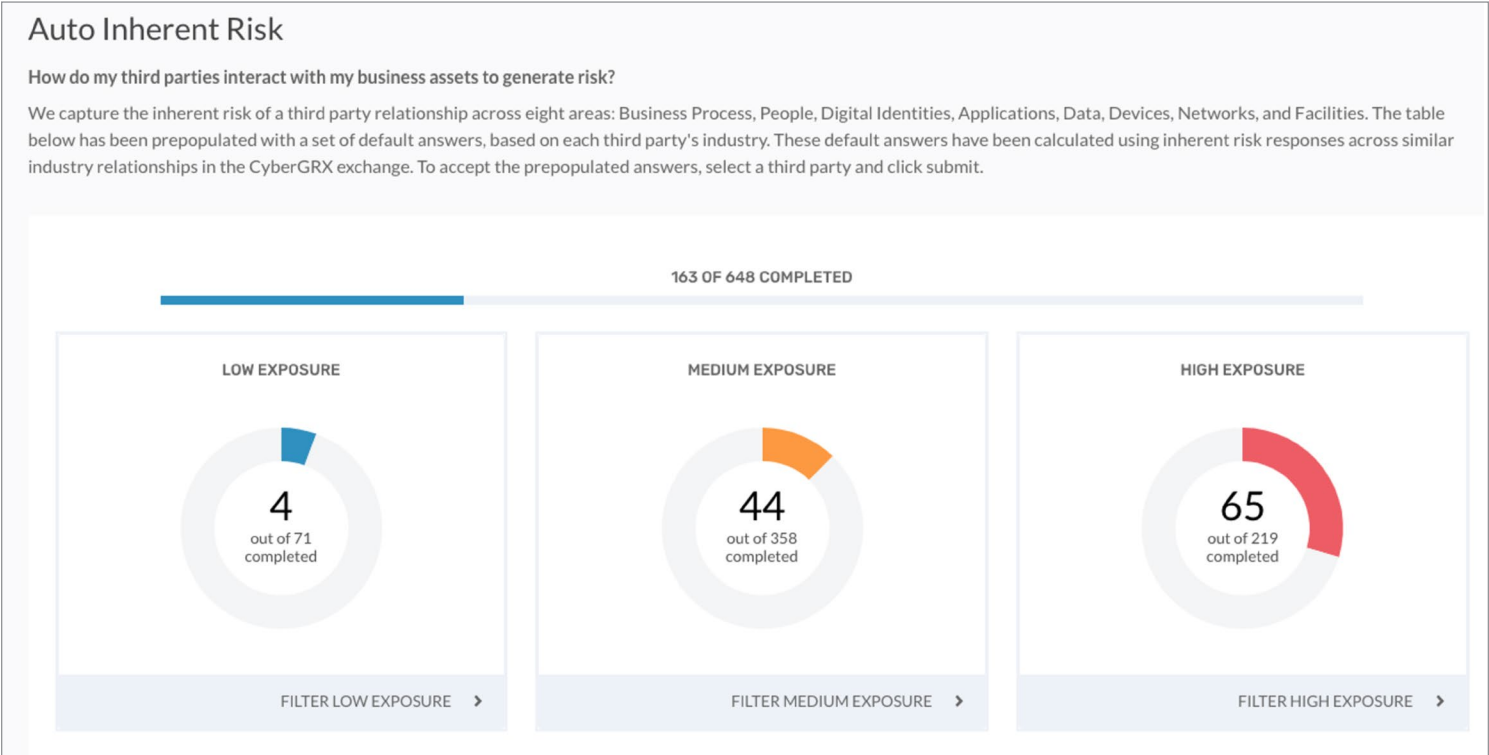 Auto Inherent Risk
How do my third parties interact with my business assets to generate risk?
We capture the inherent risk of a third party relationship across eight areas: Business Process, People, Digital Identities, Applications, Data, Devices, Networks, and Facilities. The table
below has been prepopulated with a set of default answers, based on each third party's industry. These default answers have been calculated using inherent risk responses across similar
industry relationships in the CyberGRX exchange. To accept the prepopulated answers, select a third party and click submit.
163 OF 648 COMPLETED
LOW EXPOSURE
4
out of 71
completed
FILTER LOW EXPOSURE
MEDIUM EXPOSURE
44
out of 358
completed
FILTER MEDIUM EXPOSURE
HIGH EXPOSURE
65
out of 219
completed
FILTER HIGH EXPOSURE